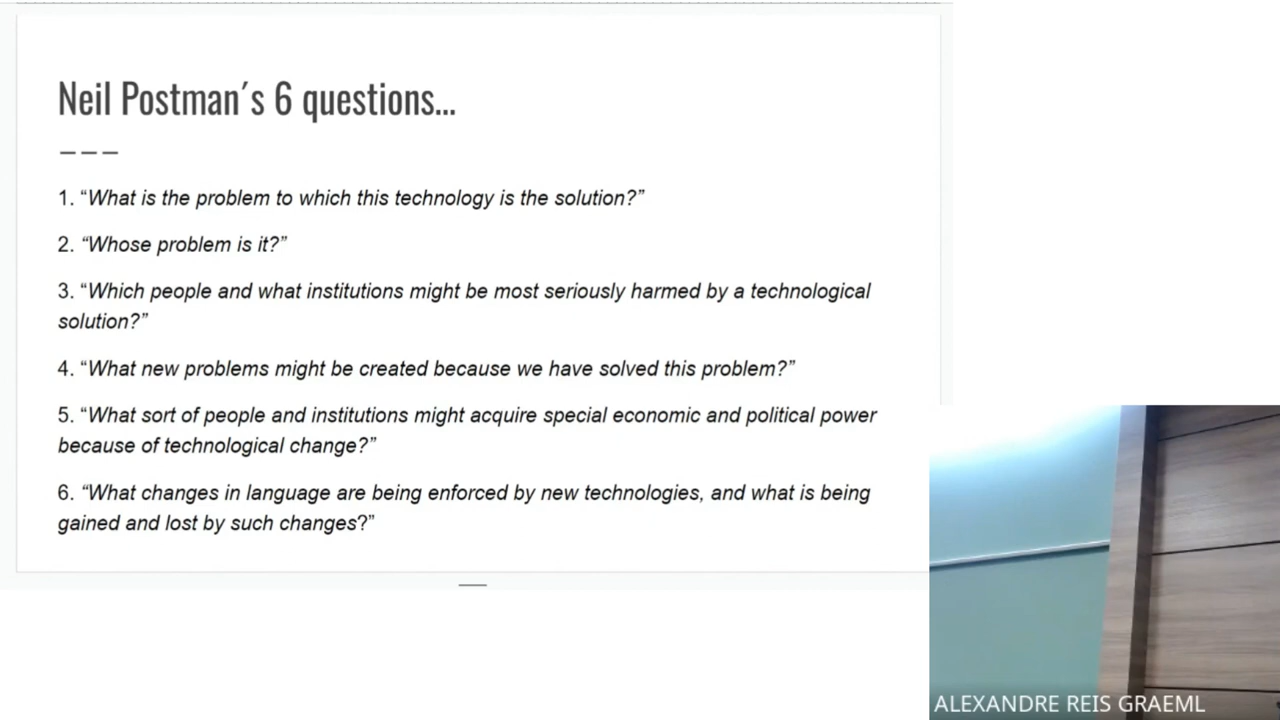 Neil Postman´s 6 questions...
1. “What is the problem to which this technology is the solution?”
2. “Whose problem is it?”
3. “Which people and what institutions might be most seriously harmed by a technological
solution?”
4. “What new problems might be created because we have solved this problem?”
5. “What sort of people and institutions might acquire special economic and political power
because of technological change?”
6. “What changes in language are being enforced by new technologies, and what is being
gained and lost by such changes?”
ALEXANDRE REIS GRAEML